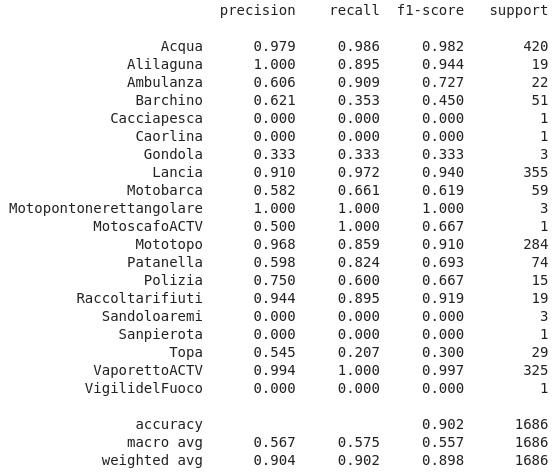 precision recall f1-score support
Acqua 0.979 0.986 0.982 420
Alilaguna 1.000 0.895 0.944 19
Ambulanza 0.606 0.909 0.727 22
Barchino 0.621 0.353 0.450 51
Cacciapesca 0.000 0.000 0.000 1
Caorlina 0.000 0.000 0.000 1
Gondola 0.333 0.333 0.333 3
Lancia 0.910 0.972 0.940 355
Motobarca 0.582 0.661 0.619 59
Motopontonerettangolare 1.000 1.000 1.000 3
MotoscafoACTV 0.500 1.000 0.667 1
Mototopo 0.968 0.859 0.910 284
Patanella 0.598 0.824 0.693 74
Polizia 0.750 0.600 0.667 15
Raccoltarifiuti 0.944 0.895 0.919 19
Sandoloaremi 0.000 0.000 0.000 3
Sanpierota 0.000 0.000 0.000 1
Topa 0.545 0.207 0.300 29
VaporettoACTV 0.994 1.000 0.997 325
VigilidelFuoco 0.000 0.000 0.000 1
accuracy 0.902 1686
macro avg 0.567 0.575 0.557 1686
weighted avg 0.904 0.902 0.898 1686